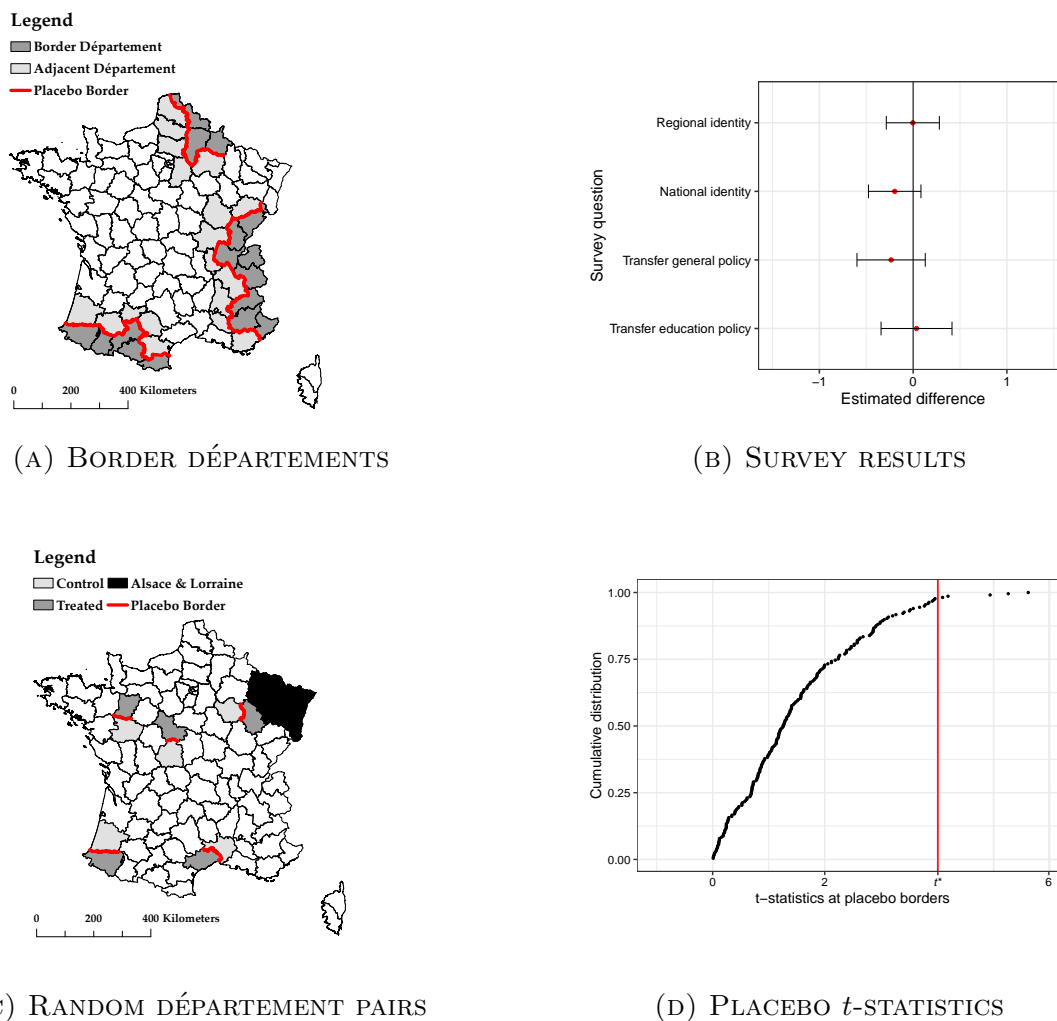 Legend
Border Département
Adjacent Département
Placebo Border
0 200 400 Kilometers
(A) BORDER DÉPARTEMENTS
Survey question
Regional identity
National identity
Transfer general policy
Transfer education policy
−1 0 1
Estimated difference
(B) SURVEY RESULTS
Legend
Control Alsace & Lorraine
Treated Placebo Border
0 200 400 Kilometers
) RANDOM DÉPARTEMENT PAIRS
Cumulative distribution
1.00
0.75
0.50
0.25
0.00
0 2 t* 6
t−statistics at placebo borders
(D) PLACEBO t-STATISTICS